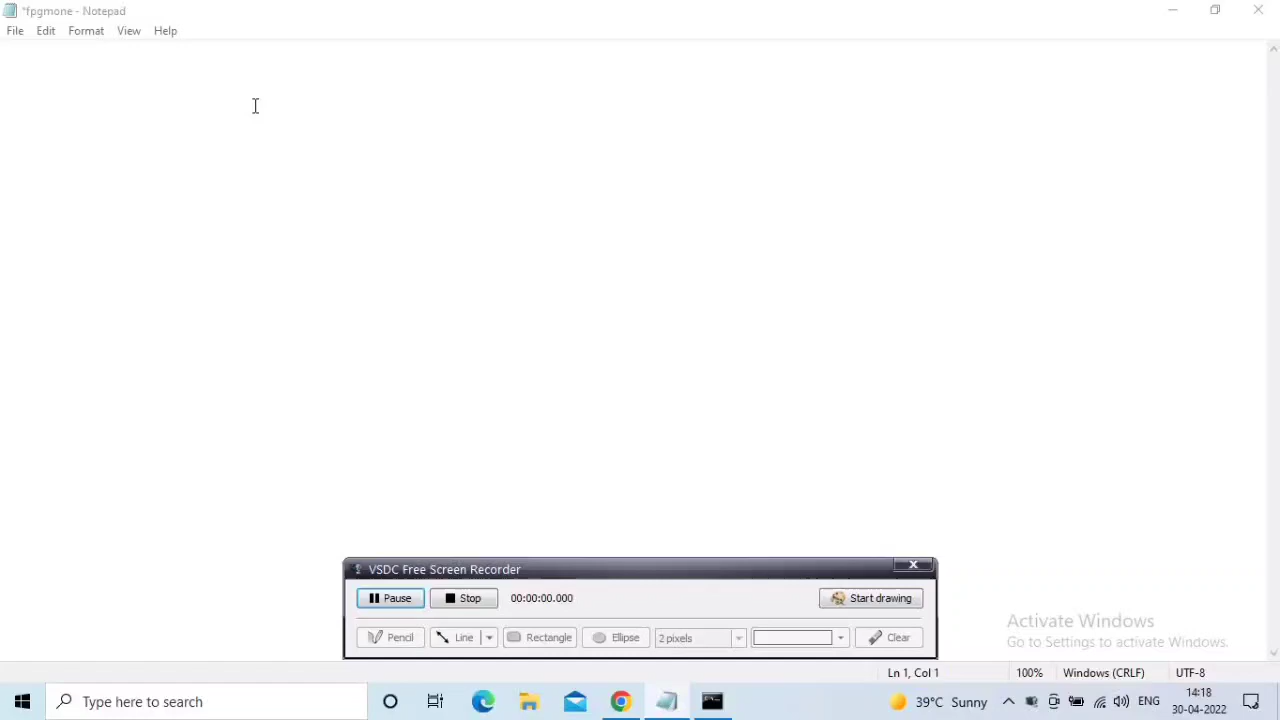 *fpgmone - Notepad
File Edit Format View Help
VSDC Free Screen Recorder
Pause Stop 00:00:00.000 Start drawing
Pencil Line Rectangle Ellipse 2 pixels Clear
Activate Windows
Go to Settings to activate Windows.
Ln 1, Col 1 100% Windows (CRLF) UTF-8
Type here to search 39°C Sunny ENG 14:18
30-04-2022